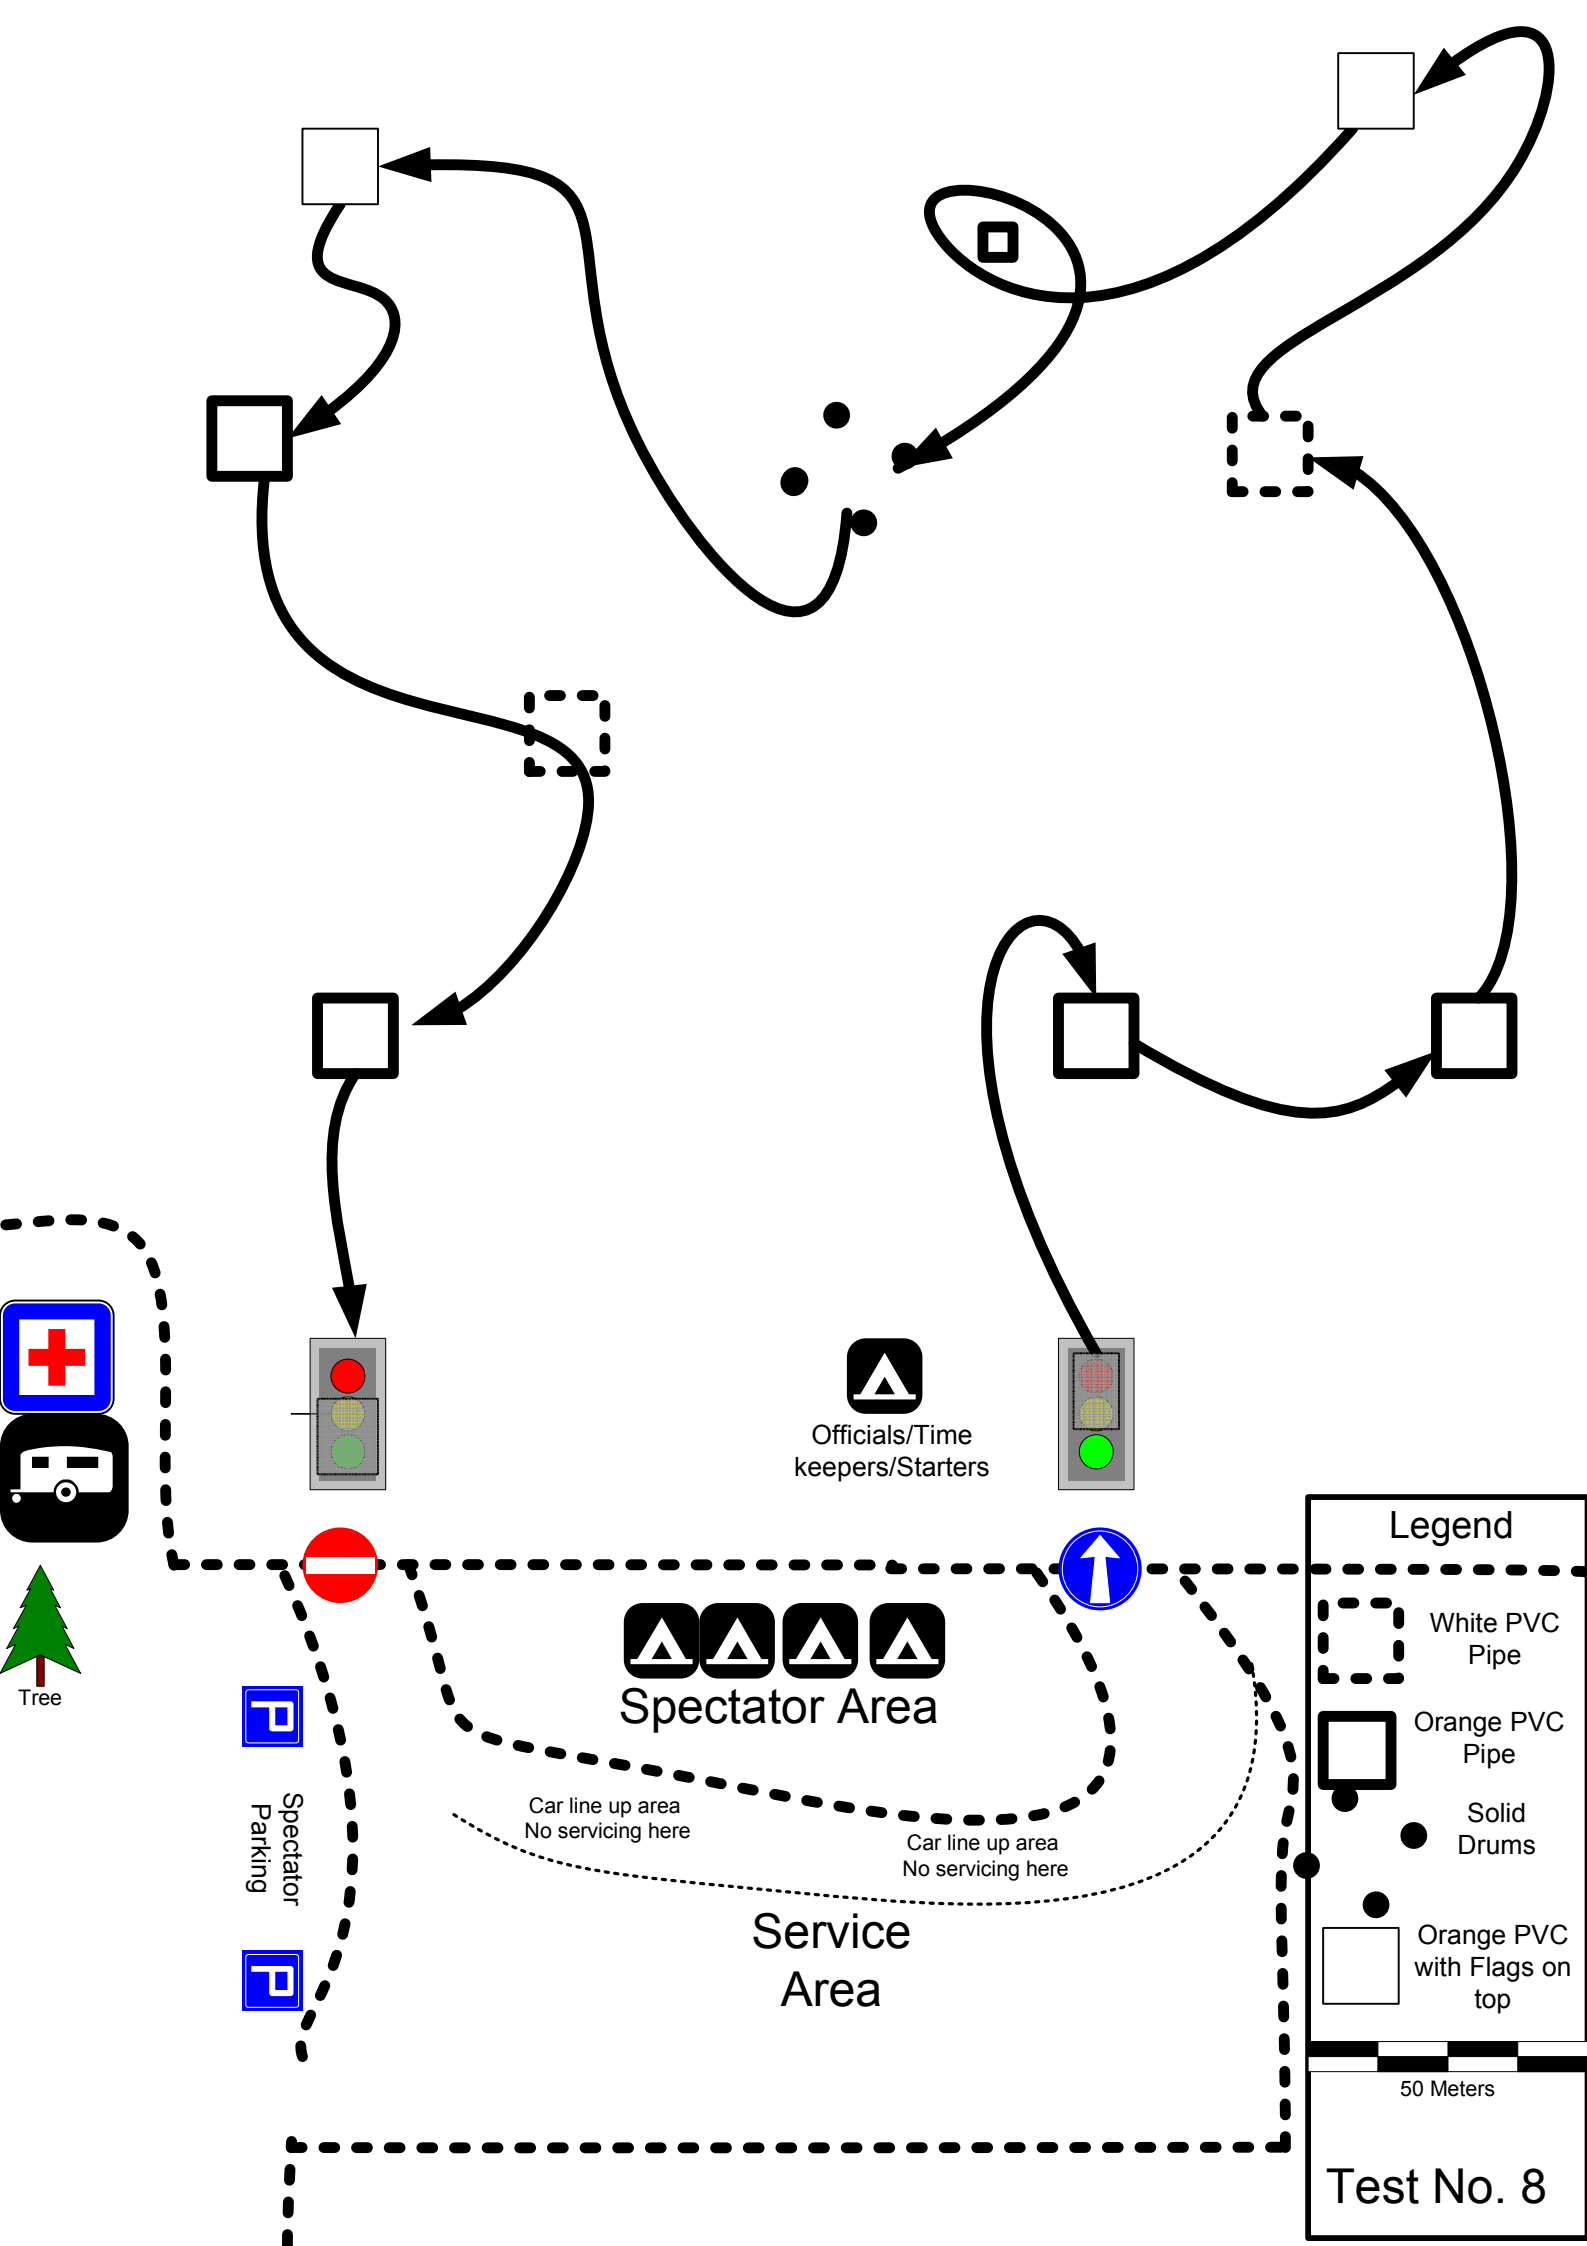 Officials/Time
keepers/Starters
Legend
White PVC
Pipe
Orange PVC
Pipe
Solid
Drums
Orange PVC
with Flags on
top
50 Meters
Test No. 8
Tree
P
Spectator
Parking
P
Spectator Area
Car line up area
No servicing here
Car line up area
No servicing here
Service
Area